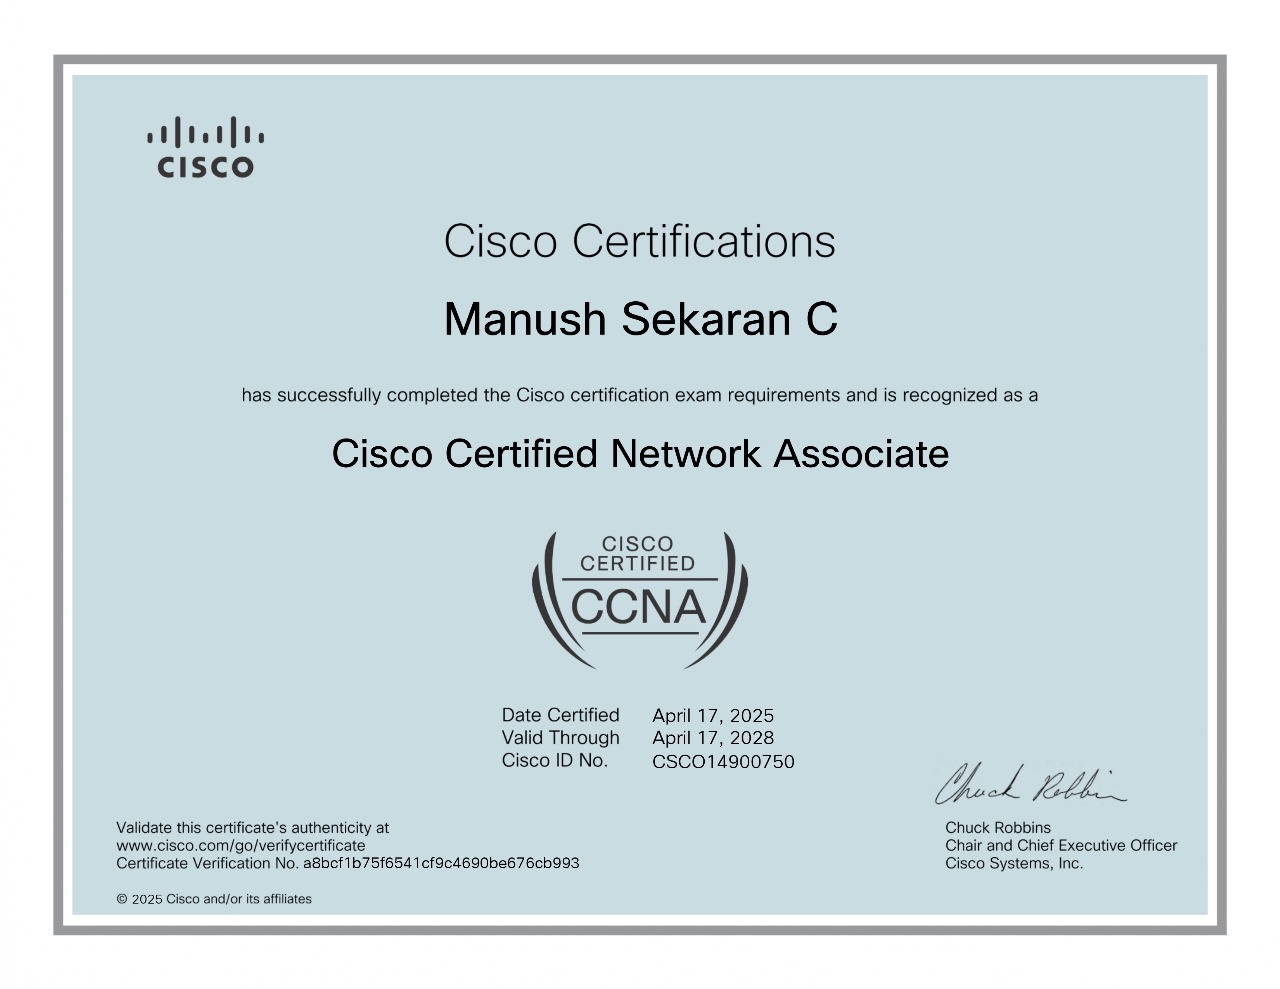 CISCO
Cisco Certifications
Manush Sekaran C
has successfully completed the Cisco certification exam requirements and is recognized as a
Cisco Certified Network Associate
CISCO
CERTIFIED
CCNA
Date Certified April 17, 2025
Valid Through April 17, 2028
Cisco ID No. CSCO14900750
Chuck Robbins
Validate this certificate's authenticity at
www.cisco.com/go/verifycertificate
Certificate Verification No. a8bcf1b75f6541cf9c4690be676cb993
Chuck Robbins
Chair and Chief Executive Officer
Cisco Systems, Inc.
© 2025 Cisco and/or its affiliates